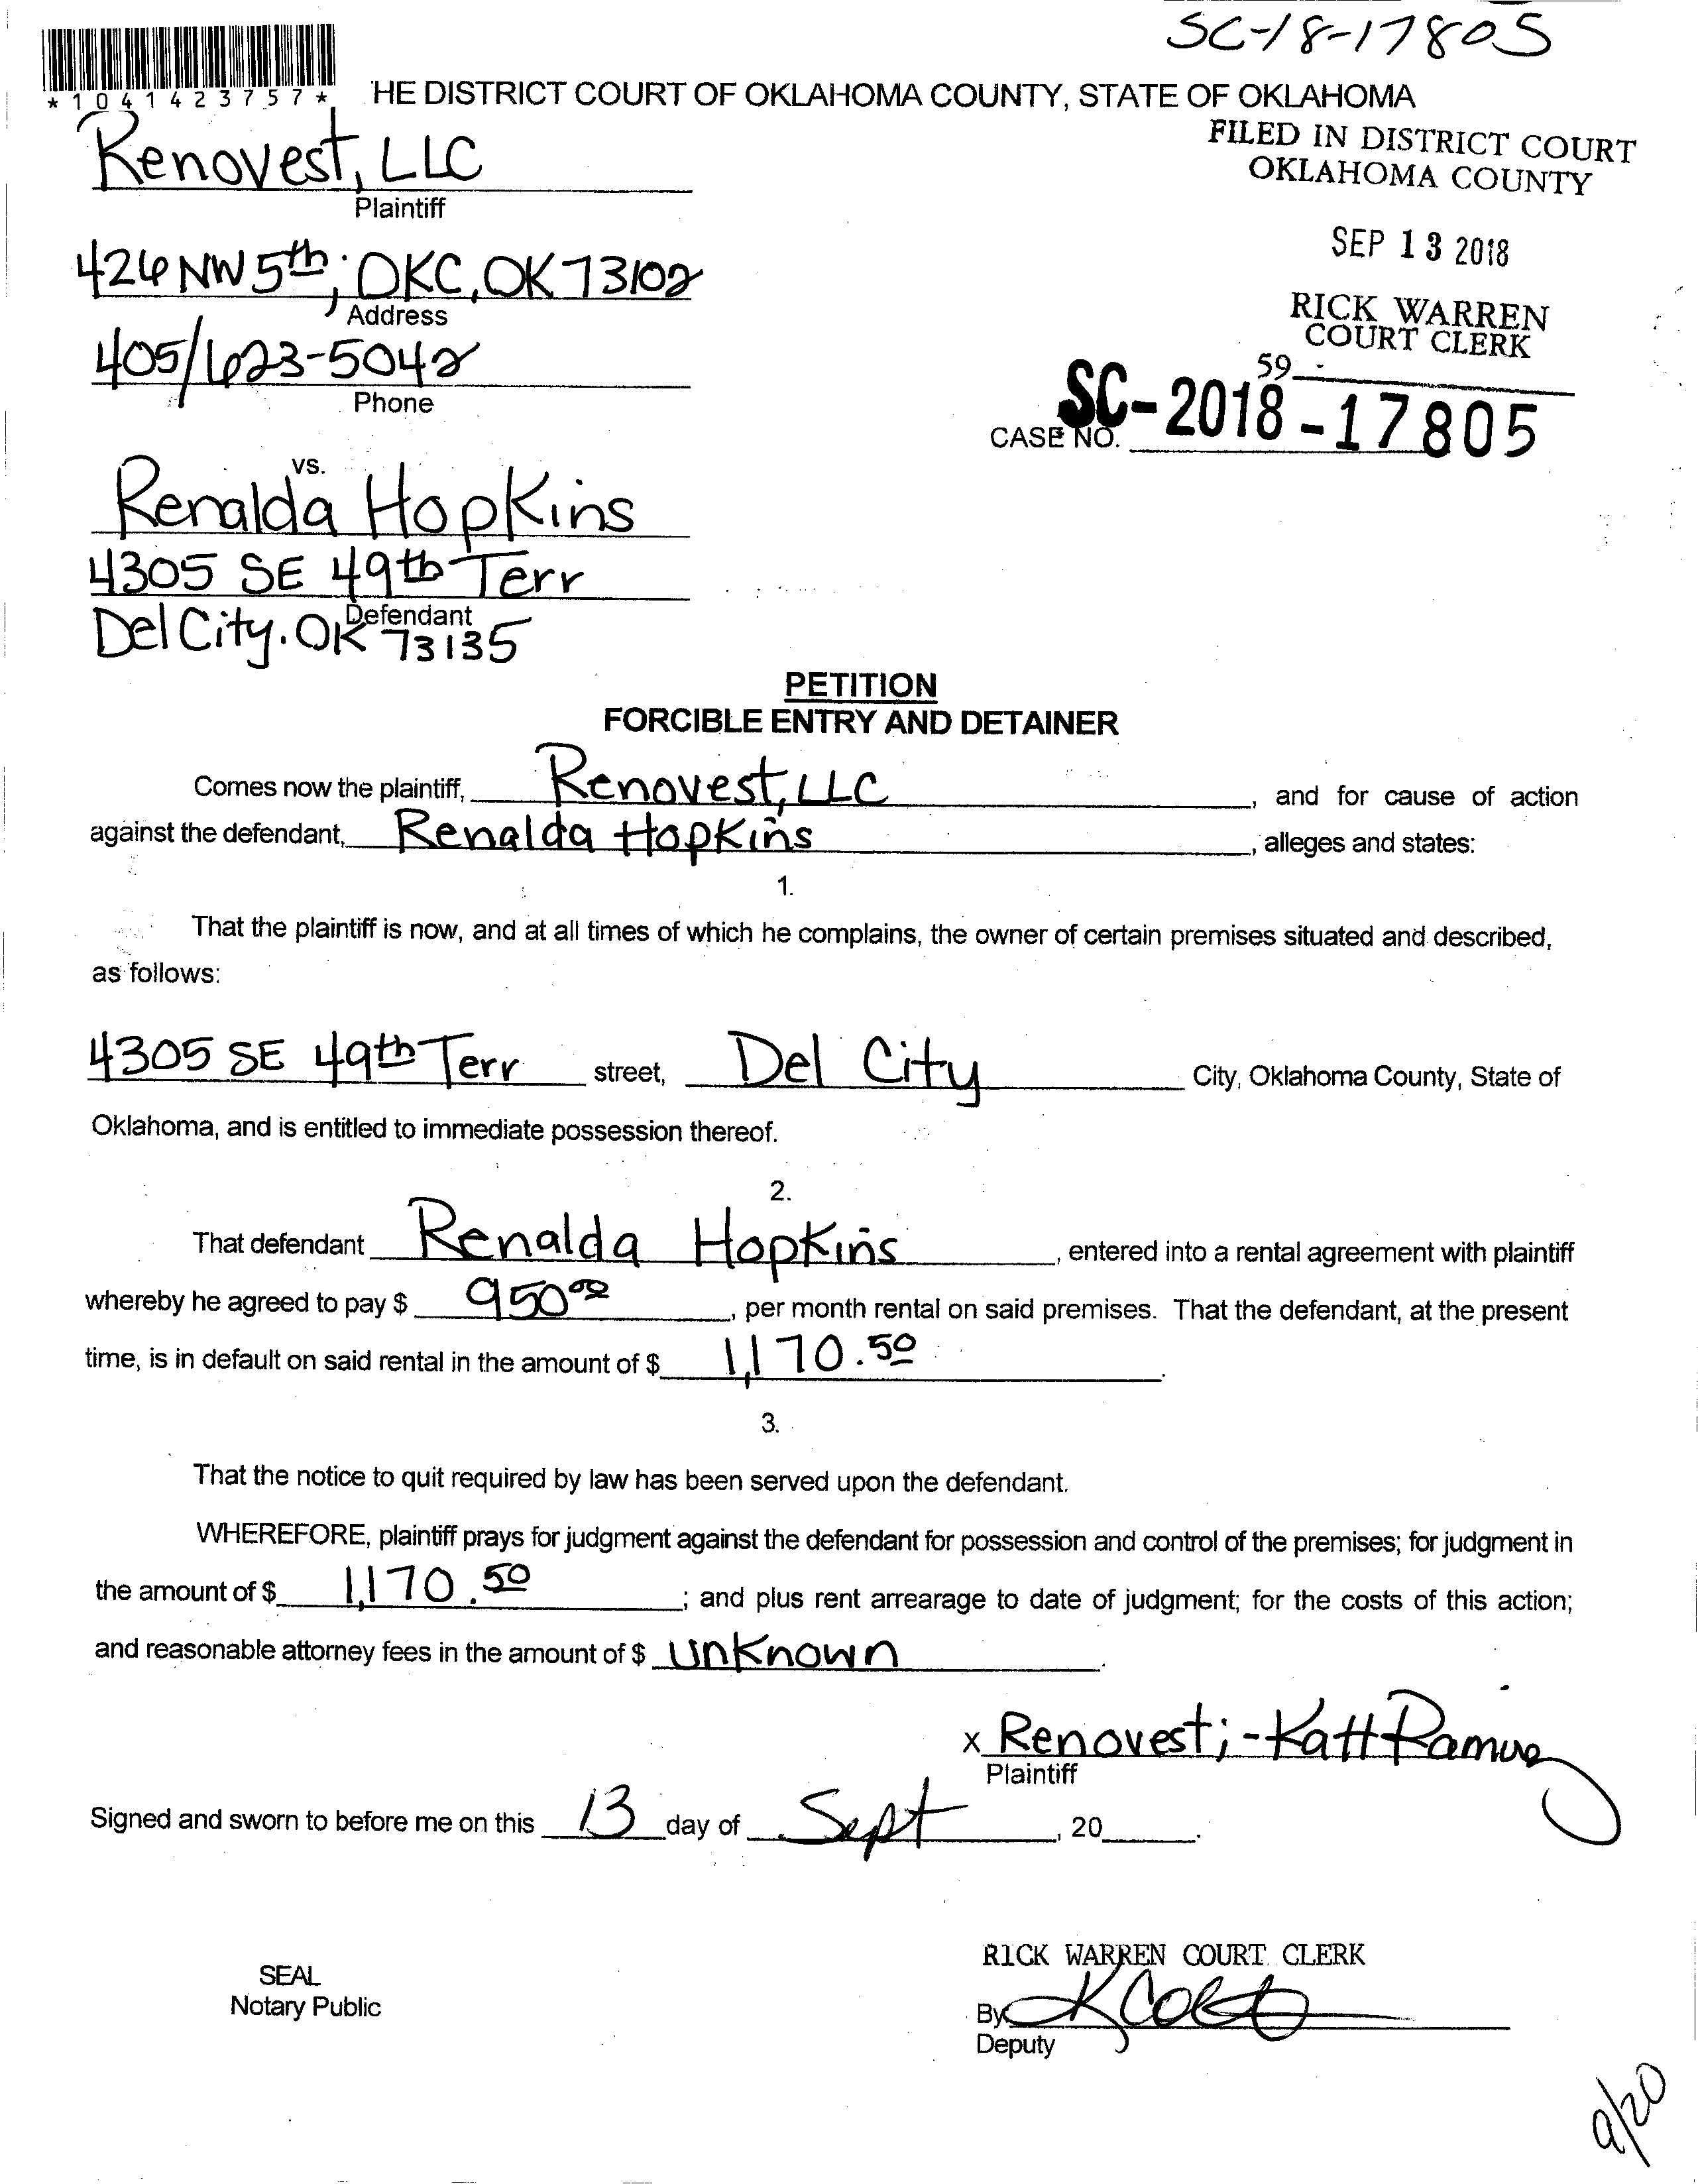 SC-18-17805
*1041423757*
HE DISTRICT COURT OF OKLAHOMA COUNTY, STATE OF OKLAHOMA
FILED IN DISTRICT COURT
OKLAHOMA COUNTY
Renovest, LLC
Plaintiff
SEP 13 2018
426 NW 5th; OKC, OK 73102
Address
RICK WARREN
COURT CLERK
405/623-5042
Phone
59
CASE NO. SC-2018-17805
vs.
Renalda Hopkins
4305 SE 49th Terr
Defendant
Del City. OK 73135
PETITION
FORCIBLE ENTRY AND DETAINER
Comes now the plaintiff, Renovest, LLC, and for cause of action
against the defendant, Renalda Hopkins, alleges and states:
1.
That the plaintiff is now, and at all times of which he complains, the owner of certain premises situated and described,
as follows:
4305 SE 49th Terr street, Del City City, Oklahoma County, State of
Oklahoma, and is entitled to immediate possession thereof.
2.
That defendant Renalda Hopkins, entered into a rental agreement with plaintiff
whereby he agreed to pay $ 950.00, per month rental on said premises. That the defendant, at the present
time, is in default on said rental in the amount of $ 1,170.50.
3.
That the notice to quit required by law has been served upon the defendant.
WHEREFORE, plaintiff prays for judgment against the defendant for possession and control of the premises; for judgment in
the amount of $ 1,170.50; and plus rent arrearage to date of judgment; for the costs of this action;
and reasonable attorney fees in the amount of $ unknown.
x Renovest; - Katt
Plaintiff
Signed and sworn to before me on this 13 day of Sept, 20____.
SEAL
Notary Public
RICK WARREN COURT CLERK
By
Deputy
9/20